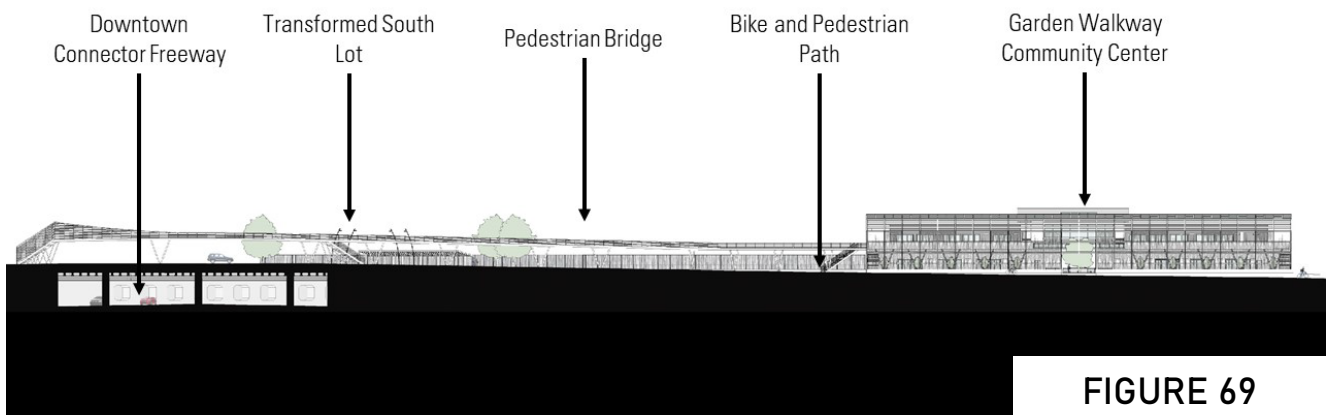 Downtown
Connector Freeway
Transformed South
Lot
Pedestrian Bridge
Bike and Pedestrian
Path
Garden Walkway
Community Center
FIGURE 69